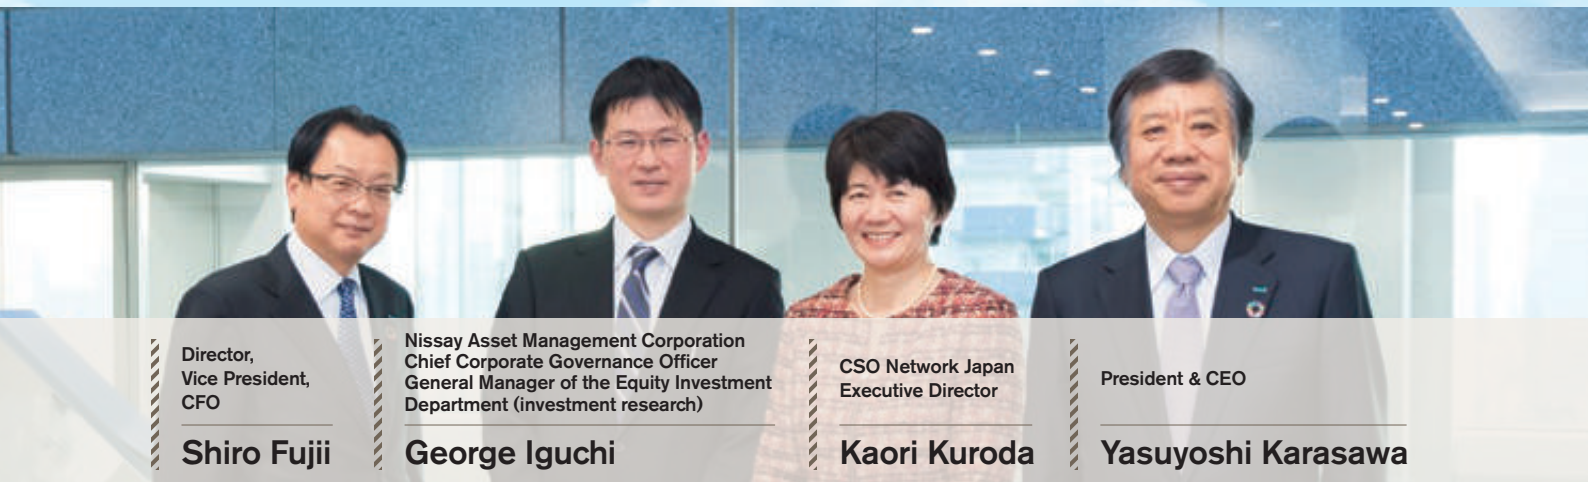 Director,
Vice President,
CFO
Shiro Fujii
Nissay Asset Management Corporation
Chief Corporate Governance Officer
General Manager of the Equity Investment
Department (investment research)
George Iguchi
CSO Network Japan
Executive Director
Kaori Kuroda
President & CEO
Yasuyoshi Karasawa